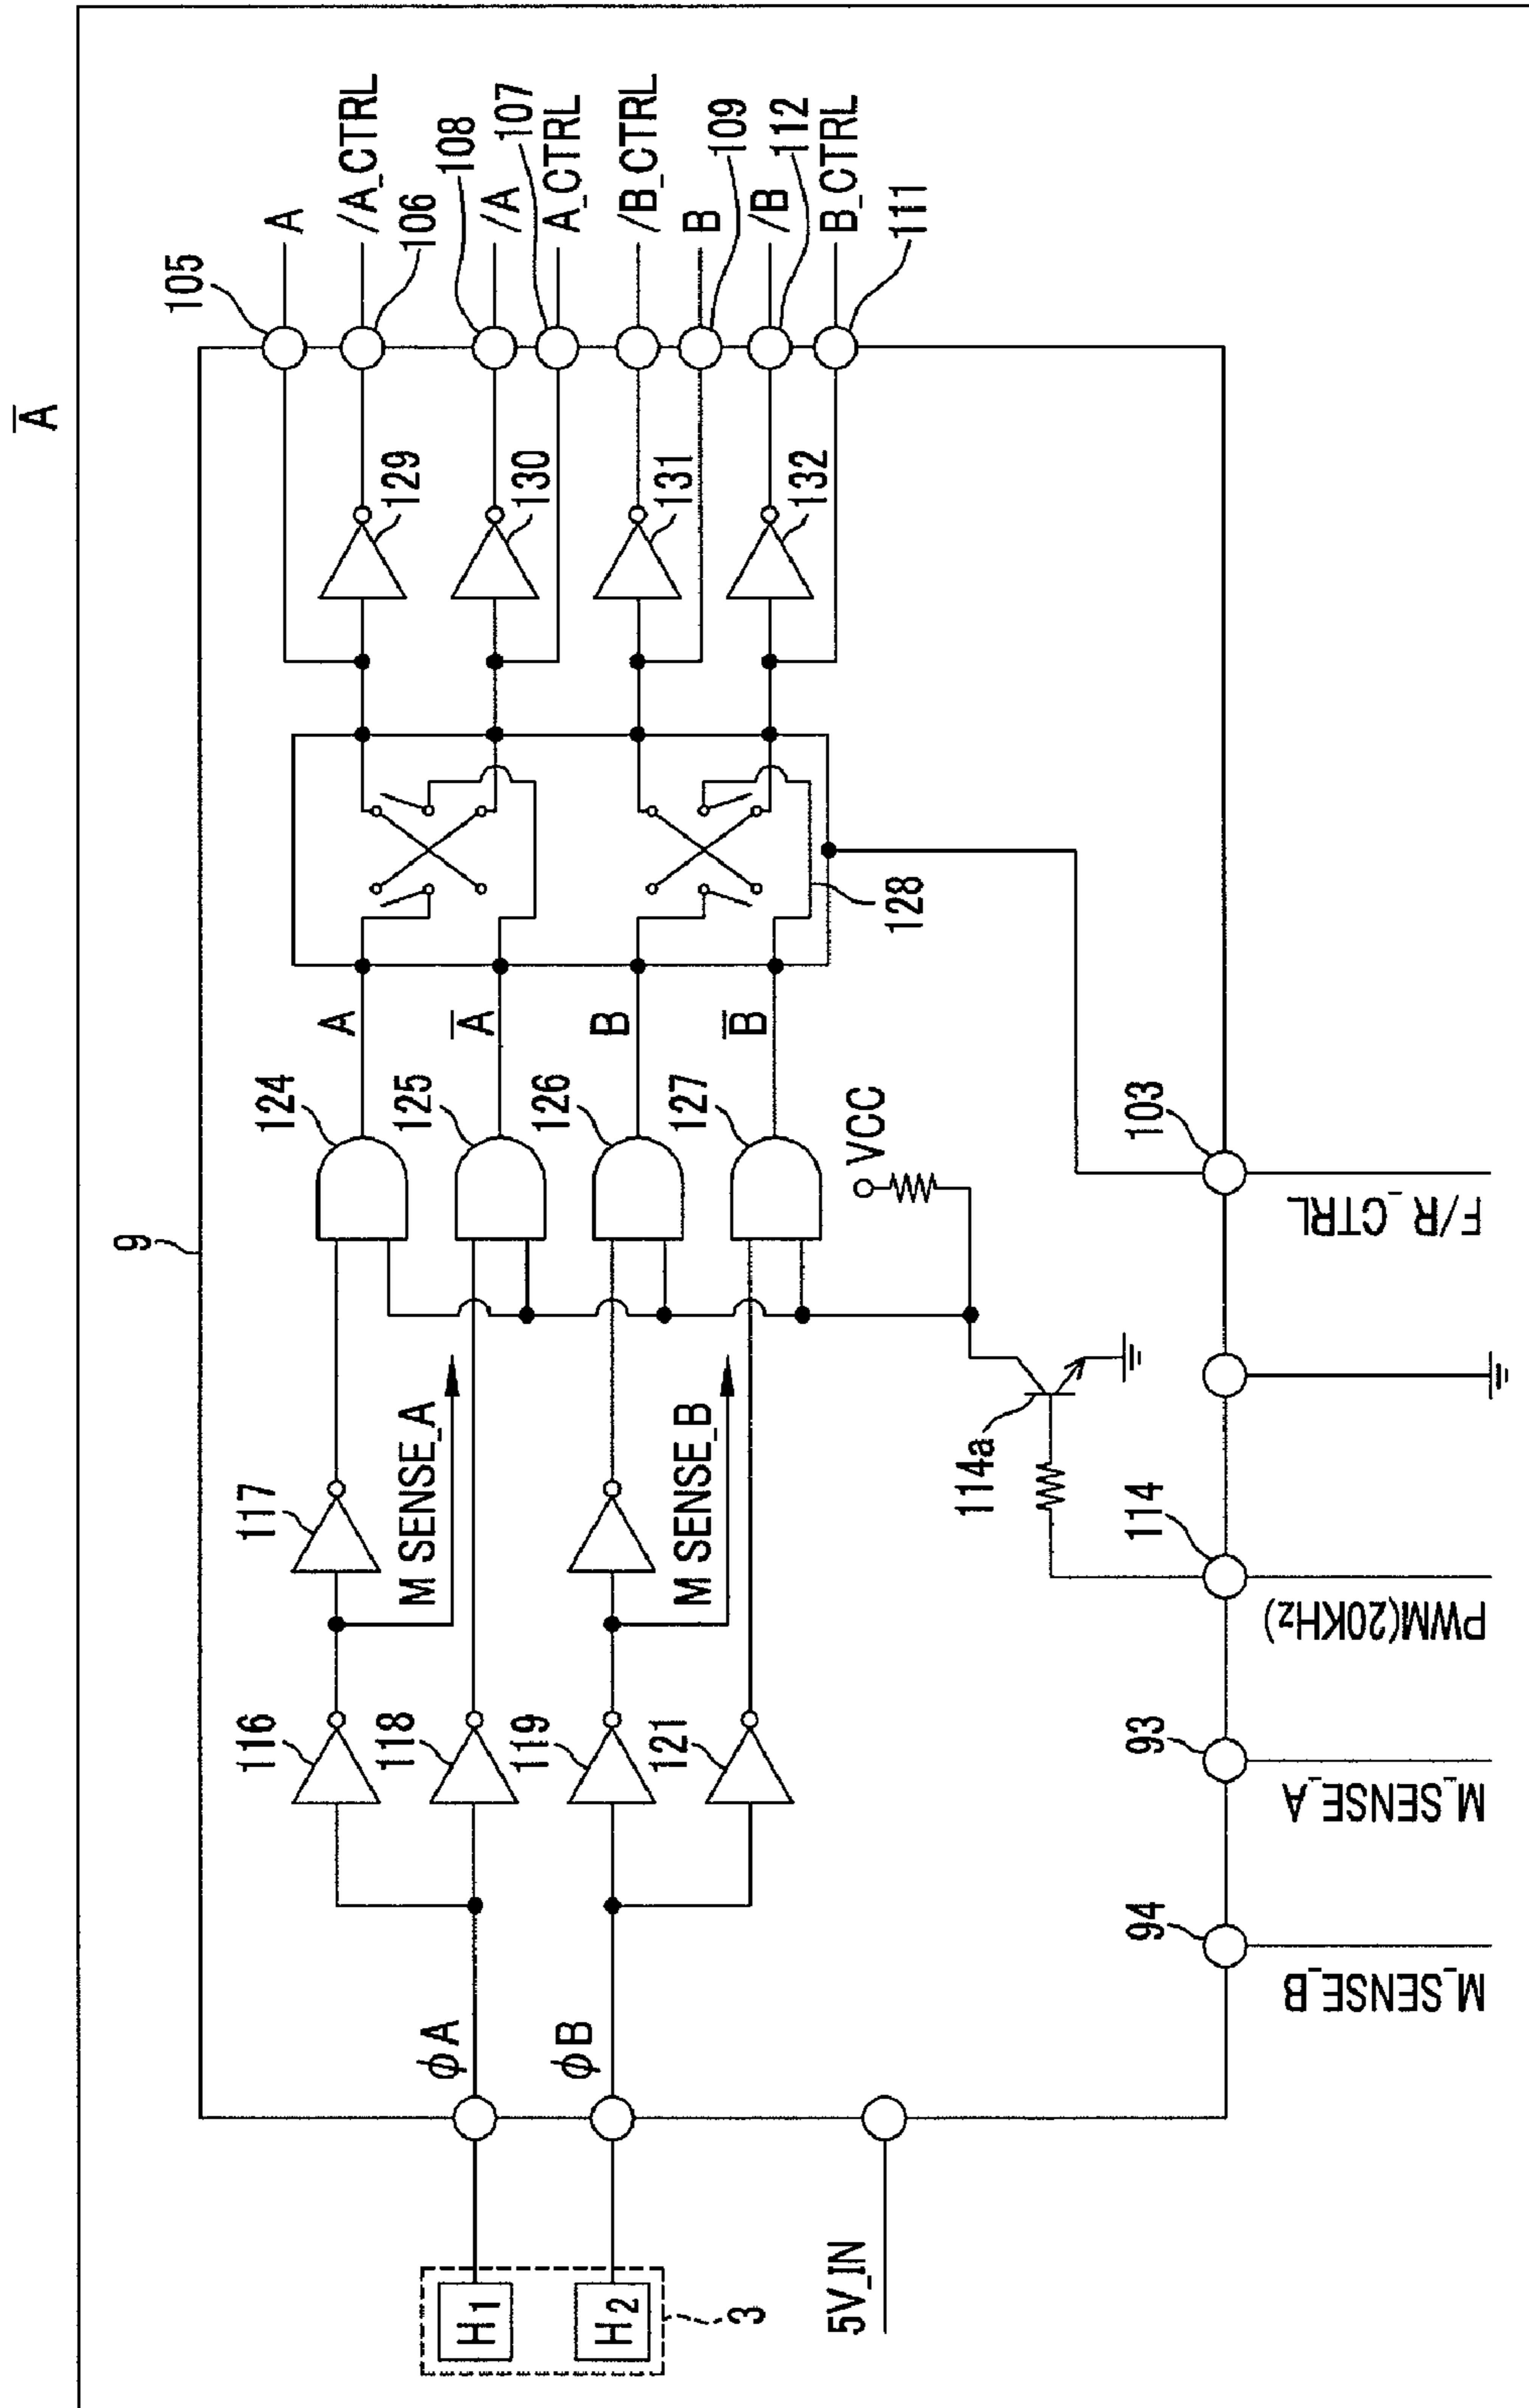 A̅
9
105
A
/A_CTRL
106
108
/A
107
A_CTRL
/B_CTRL
B
109
/B
112
B_CTRL
111
129
130
131
132
128
A
A̅
B
B̅
124
125
126
127
VCC
117
M SENSE_A
M SENSE_B
116
118
119
121
114a
ϕA
ϕB
H1
H2
3
5V_IN
94
M_SENSE_B
93
M_SENSE_A
114
PWM(20KHz)
103
F/R_CTRL